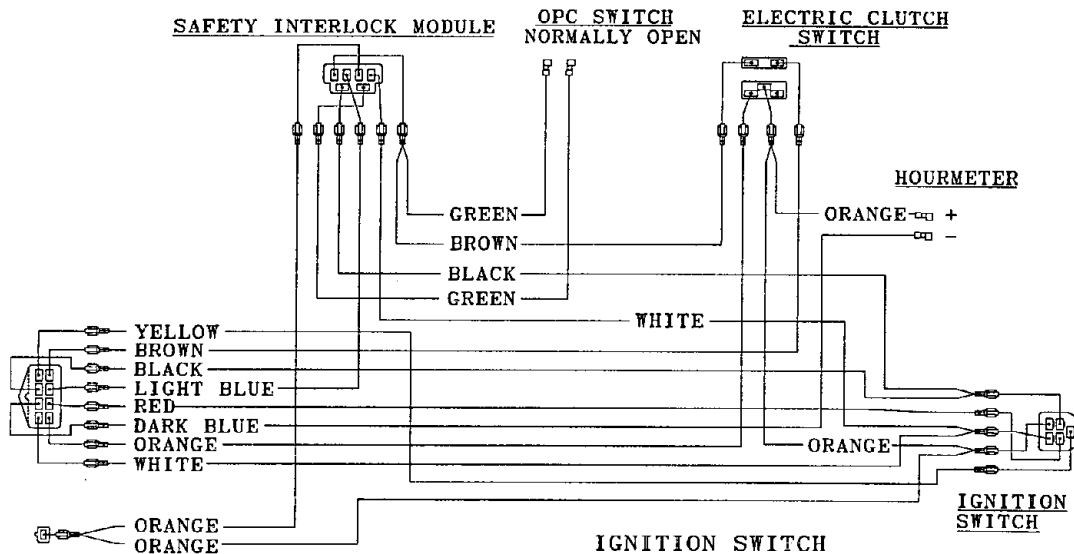 SAFETY INTERLOCK MODULE
OPC SWITCH
NORMALLY OPEN
ELECTRIC CLUTCH
SWITCH
HOURMETER
GREEN
ORANGE +
BROWN
-
BLACK
GREEN
WHITE
YELLOW
BROWN
BLACK
LIGHT BLUE
RED
DARK BLUE
ORANGE
ORANGE
WHITE
IGNITION
SWITCH
ORANGE
ORANGE
IGNITION SWITCH